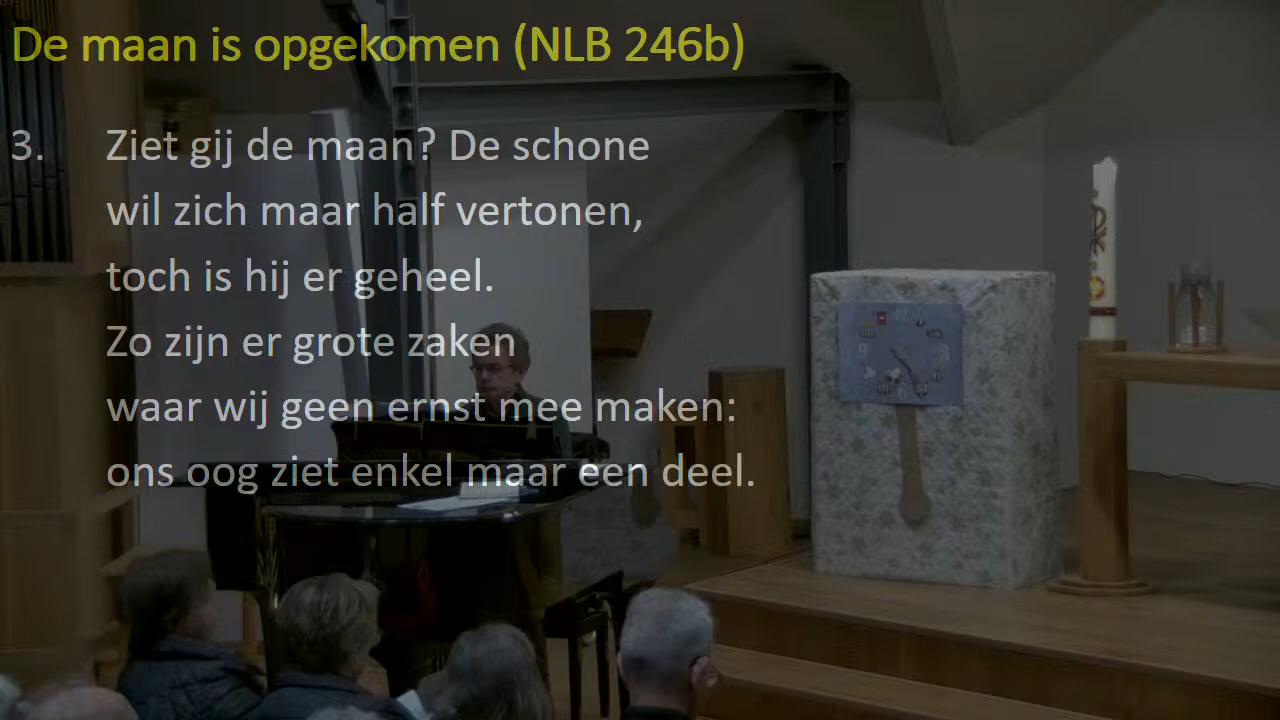 De maan is opgekomen (NLB 246b)
3. Ziet gij de maan? De schone
wil zich maar half vertonen,
toch is hij er geheel.
Zo zijn er grote zaken
waar wij geen ernst mee maken:
ons oog ziet enkel maar een deel.